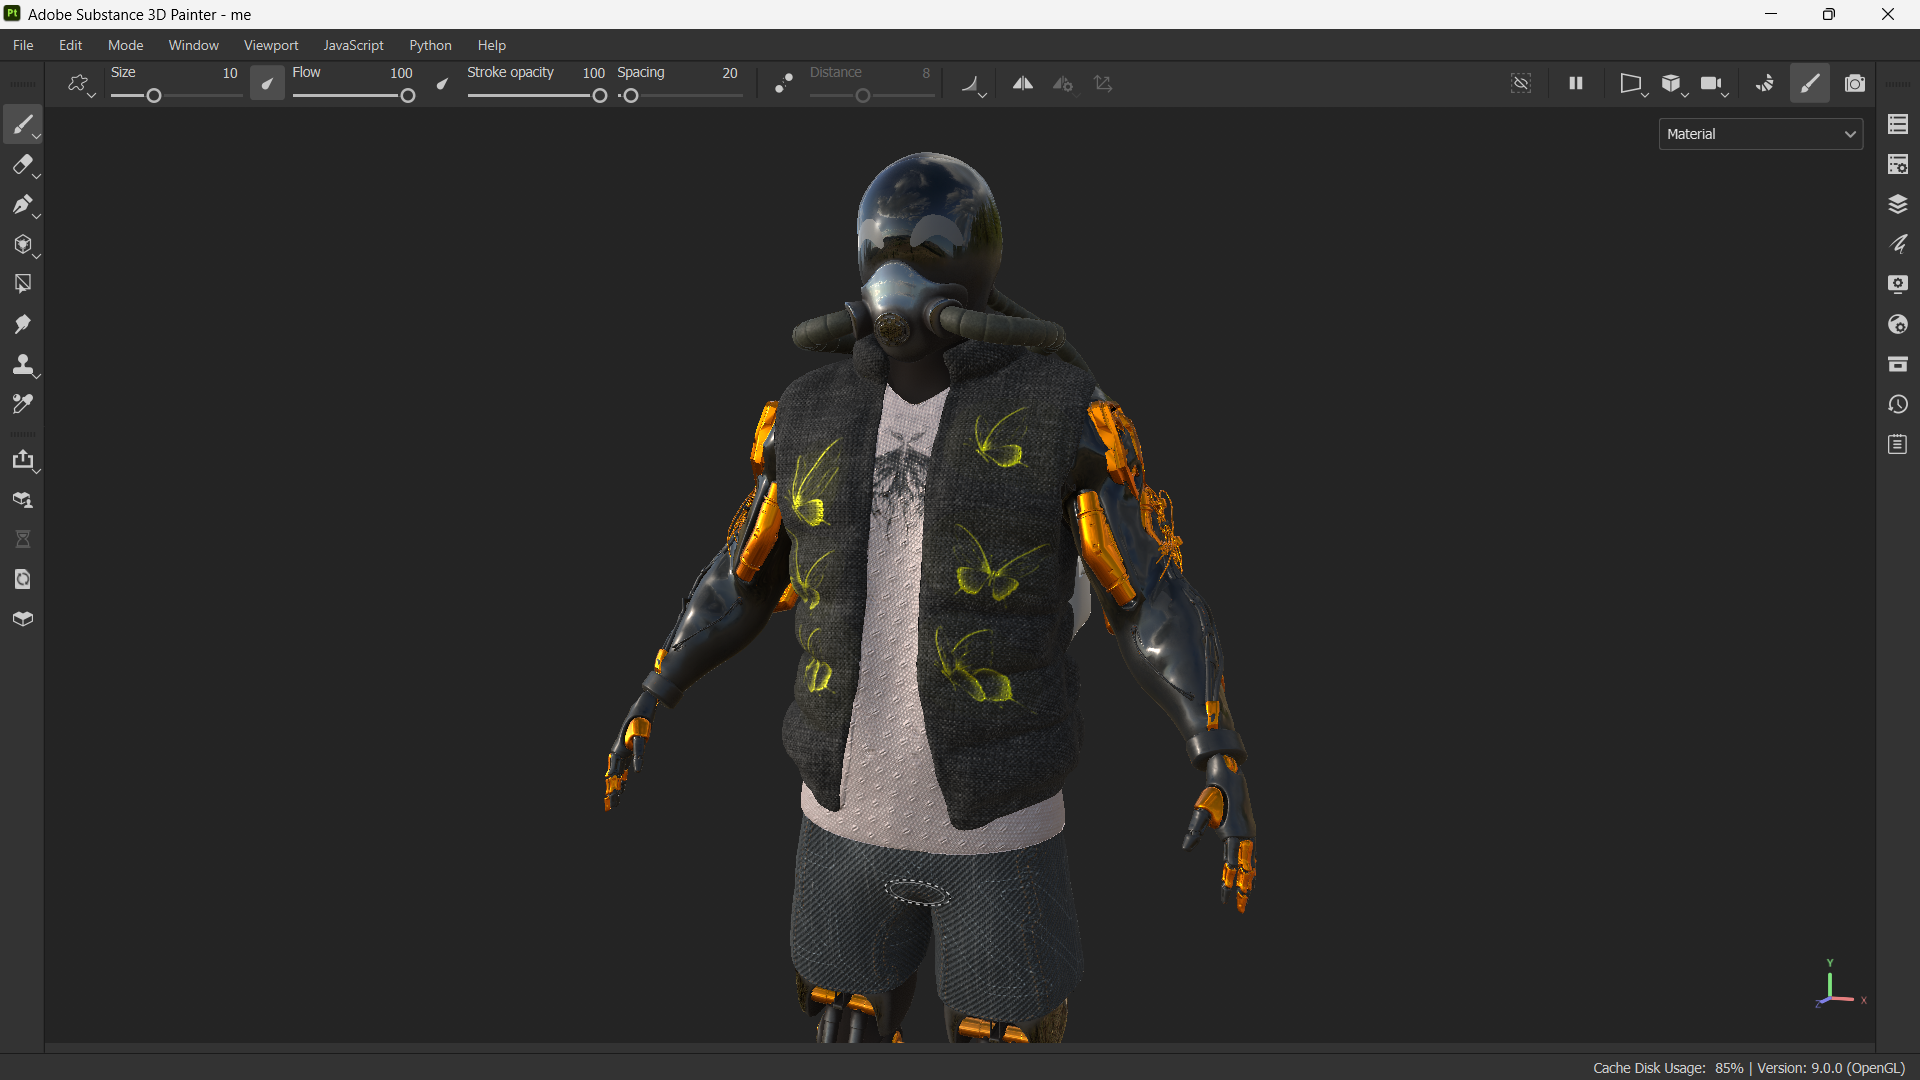 Pt Adobe Substance 3D Painter - me
File Edit Mode Window Viewport JavaScript Python Help
Size 10 Flow 100 Stroke opacity 100 Spacing 20 Distance 8
Material
Y
Z X
Cache Disk Usage: 85% | Version: 9.0.0 (OpenGL)